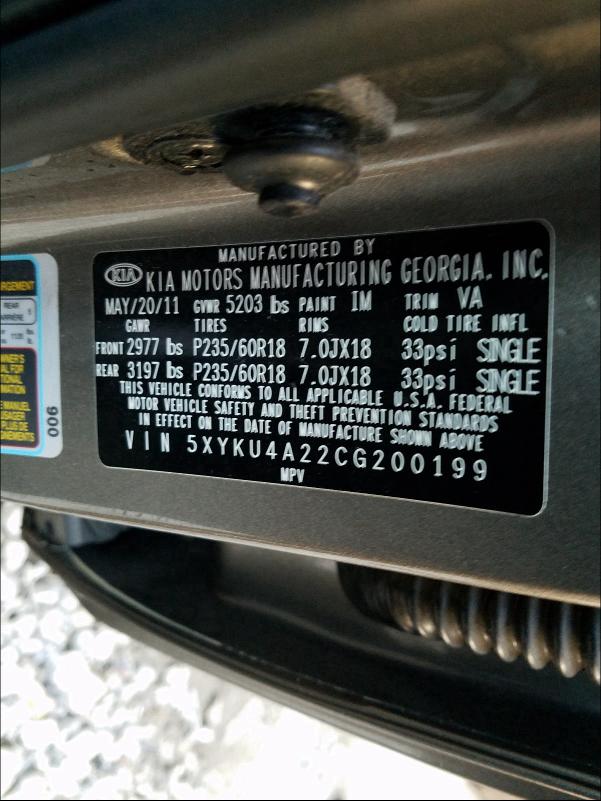 MANUFACTURED BY
KIA KIA MOTORS MANUFACTURING GEORGIA, INC.
MAY/20/11 GVWR 5203 lbs PAINT IM TRIM VA
GAWR TIRES RIMS COLD TIRE INFL
FRONT 2977 lbs P235/60R18 7.0JX18 33psi SINGLE
REAR 3197 lbs P235/60R18 7.0JX18 33psi SINGLE
THIS VEHICLE CONFORMS TO ALL APPLICABLE U.S.A. FEDERAL
MOTOR VEHICLE SAFETY AND THEFT PREVENTION STANDARDS
IN EFFECT ON THE DATE OF MANUFACTURE SHOWN ABOVE
VIN 5XYKU4A22CG200199
MPV
REAR
006